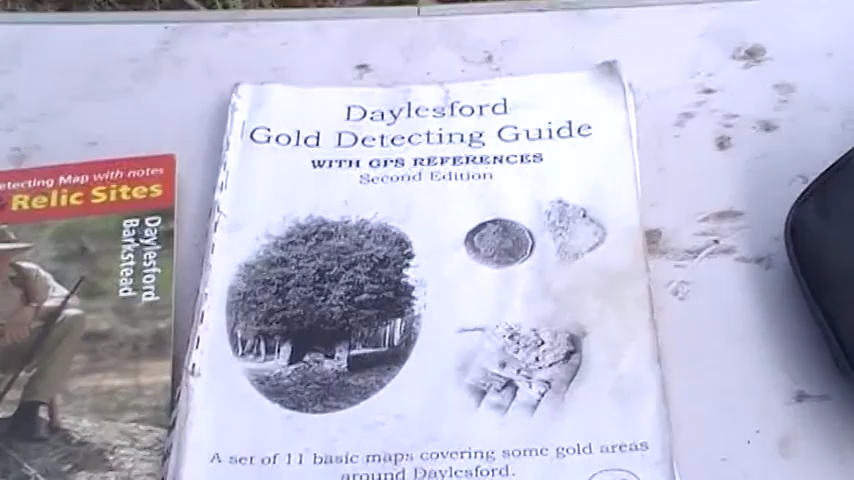 Detecting Map with notes
& Relic Sites
Daylesford
Barkstead
Daylesford
Gold Detecting Guide
WITH GPS REFERENCES
Second Edition
A set of 11 basic maps covering some gold areas
around Daylesford.